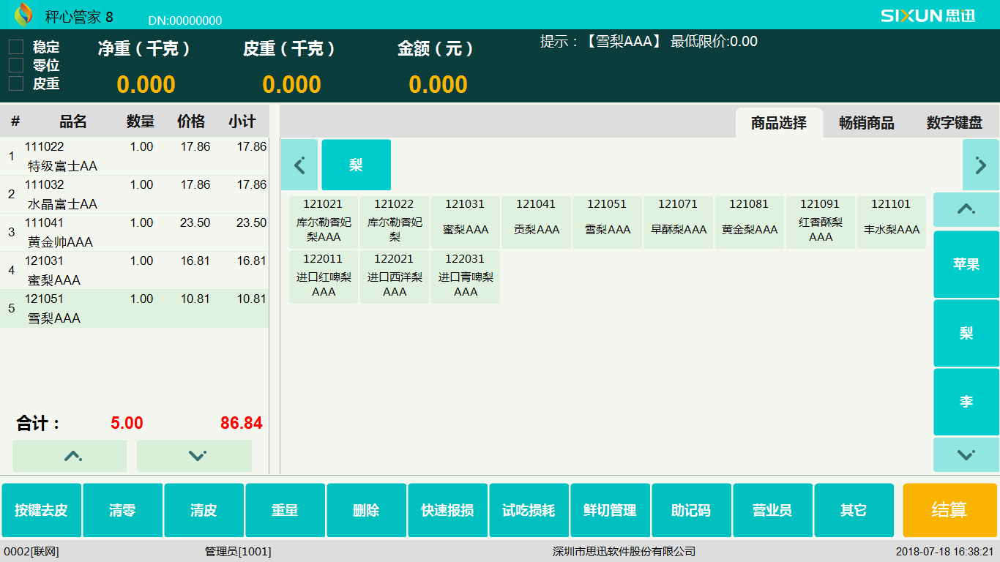 秤心管家 8
DN:00000000
SIXUN思迅
稳定
零位
皮重
净重（千克）
皮重（千克）
金额（元）
0.000
0.000
0.000
提示：【雪梨AAA】 最低限价:0.00
# 品名 数量 价格 小计
1 111022 1.00 17.86 17.86
特级富士AA
2 111032 1.00 17.86 17.86
水晶富士AA
3 111041 1.00 23.50 23.50
黄金帅AAA
4 121031 1.00 16.81 16.81
蜜梨AAA
5 121051 1.00 10.81 10.81
雪梨AAA
合计： 5.00 86.84
商品选择
畅销商品
数字键盘
梨
121021
库尔勒香妃
梨AAA
121022
库尔勒香妃
梨
121031
蜜梨AAA
121041
贡梨AAA
121051
雪梨AAA
121071
早酥梨AAA
121081
黄金梨AAA
121091
红香酥梨
AAA
121101
丰水梨AAA
122011
进口红啤梨
AAA
122021
进口西洋梨
AAA
122031
进口青啤梨
AAA
苹果
梨
李
按键去皮
清零
清皮
重量
删除
快速报损
试吃损耗
鲜切管理
助记码
营业员
其它
结算
0002[联网]
管理员[1001]
深圳市思迅软件股份有限公司
2018-07-18 16:38:21